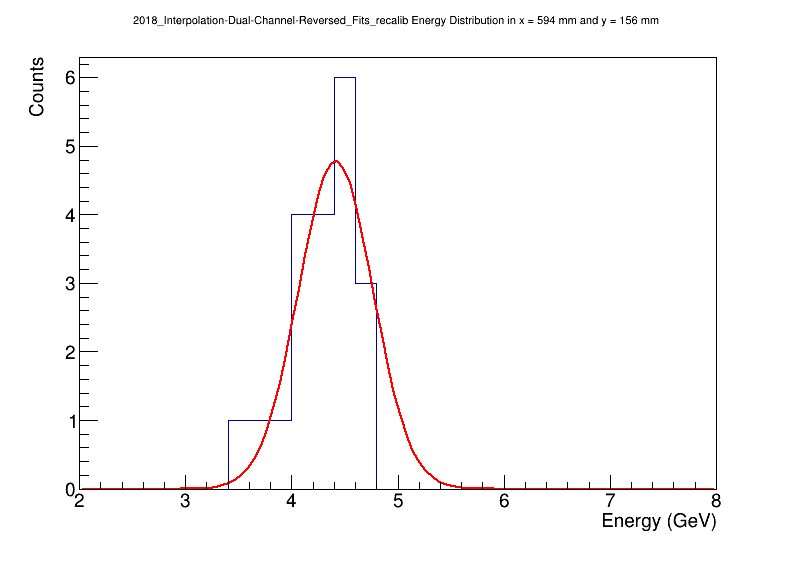 2018_Interpolation-Dual-Channel-Reversed_Fits_recalib Energy Distribution in x = 594 mm and y = 156 mm
Counts
6
5
4
3
2
1
0
2 3 4 5 6 7 8
Energy (GeV)